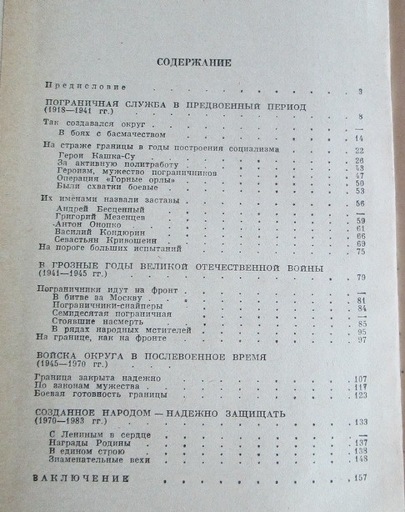 СОДЕРЖАНИЕ
Предисловие 3
ПОГРАНИЧНАЯ СЛУЖБА В ПРЕДВОЕННЫЙ ПЕРИОД
(1918—1941 гг.) 8
Так создавался округ —
В боях с басмачеством 14
На страже границы в годы построения социализма 22
Герои Кашка-Су 26
За активную политработу 43
Героизм, мужество пограничников 47
Операция «Горные орлы» 50
Были схватки боевые 53
Их именами назвали заставы 56
Андрей Бесценный —
Григорий Мезенцев 59
Антон Онопко 61
Василий Кондюрин 66
Севастьян Кривошеин 69
На пороге больших испытаний 75
В ГРОЗНЫЕ ГОДЫ ВЕЛИКОЙ ОТЕЧЕСТВЕННОЙ ВОЙНЫ
(1941—1945 гг.) 79
Пограничники идут на фронт —
В битве за Москву 81
Пограничники-снайперы 84
Семидесятая пограничная —
Стоявшие насмерть 85
В рядах народных мстителей 95
На границе, как на фронте 97
ВОЙСКА ОКРУГА В ПОСЛЕВОЕННОЕ ВРЕМЯ
(1945—1970 гг.)
Граница закрыта надежно 107
По законам мужества 117
Боевая готовность границы 123
СОЗДАННОЕ НАРОДОМ — НАДЕЖНО ЗАЩИЩАТЬ
(1970—1983 гг.) 133
С Лениным в сердце —
Награды Родины 137
В едином строю 138
Знаменательные вехи 148
ЗАКЛЮЧЕНИЕ 157